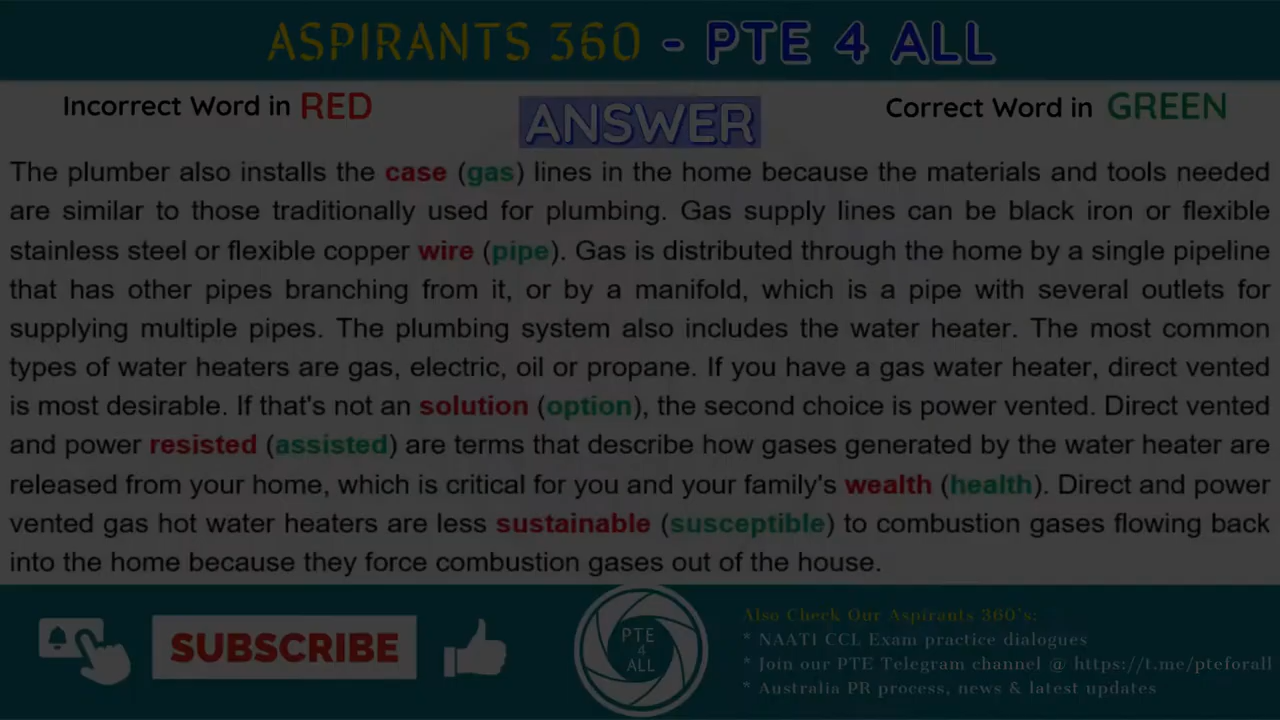 ASPIRANTS 360 - PTE 4 ALL
Incorrect Word in RED
ANSWER
Correct Word in GREEN
The plumber also installs the case (gas) lines in the home because the materials and tools needed
are similar to those traditionally used for plumbing. Gas supply lines can be black iron or flexible
stainless steel or flexible copper wire (pipe). Gas is distributed through the home by a single pipeline
that has other pipes branching from it, or by a manifold, which is a pipe with several outlets for
supplying multiple pipes. The plumbing system also includes the water heater. The most common
types of water heaters are gas, electric, oil or propane. If you have a gas water heater, direct vented
is most desirable. If that's not an solution (option), the second choice is power vented. Direct vented
and power resisted (assisted) are terms that describe how gases generated by the water heater are
released from your home, which is critical for you and your family's wealth (health). Direct and power
vented gas hot water heaters are less sustainable (susceptible) to combustion gases flowing back
into the home because they force combustion gases out of the house.
SUBSCRIBE
PTE
4
ALL
Also Check Our Aspirants 360's:
* NAATI CCL Exam practice dialogues
* Join our PTE Telegram channel @ https://t.me/pteforall
* Australia PR process, news & latest updates